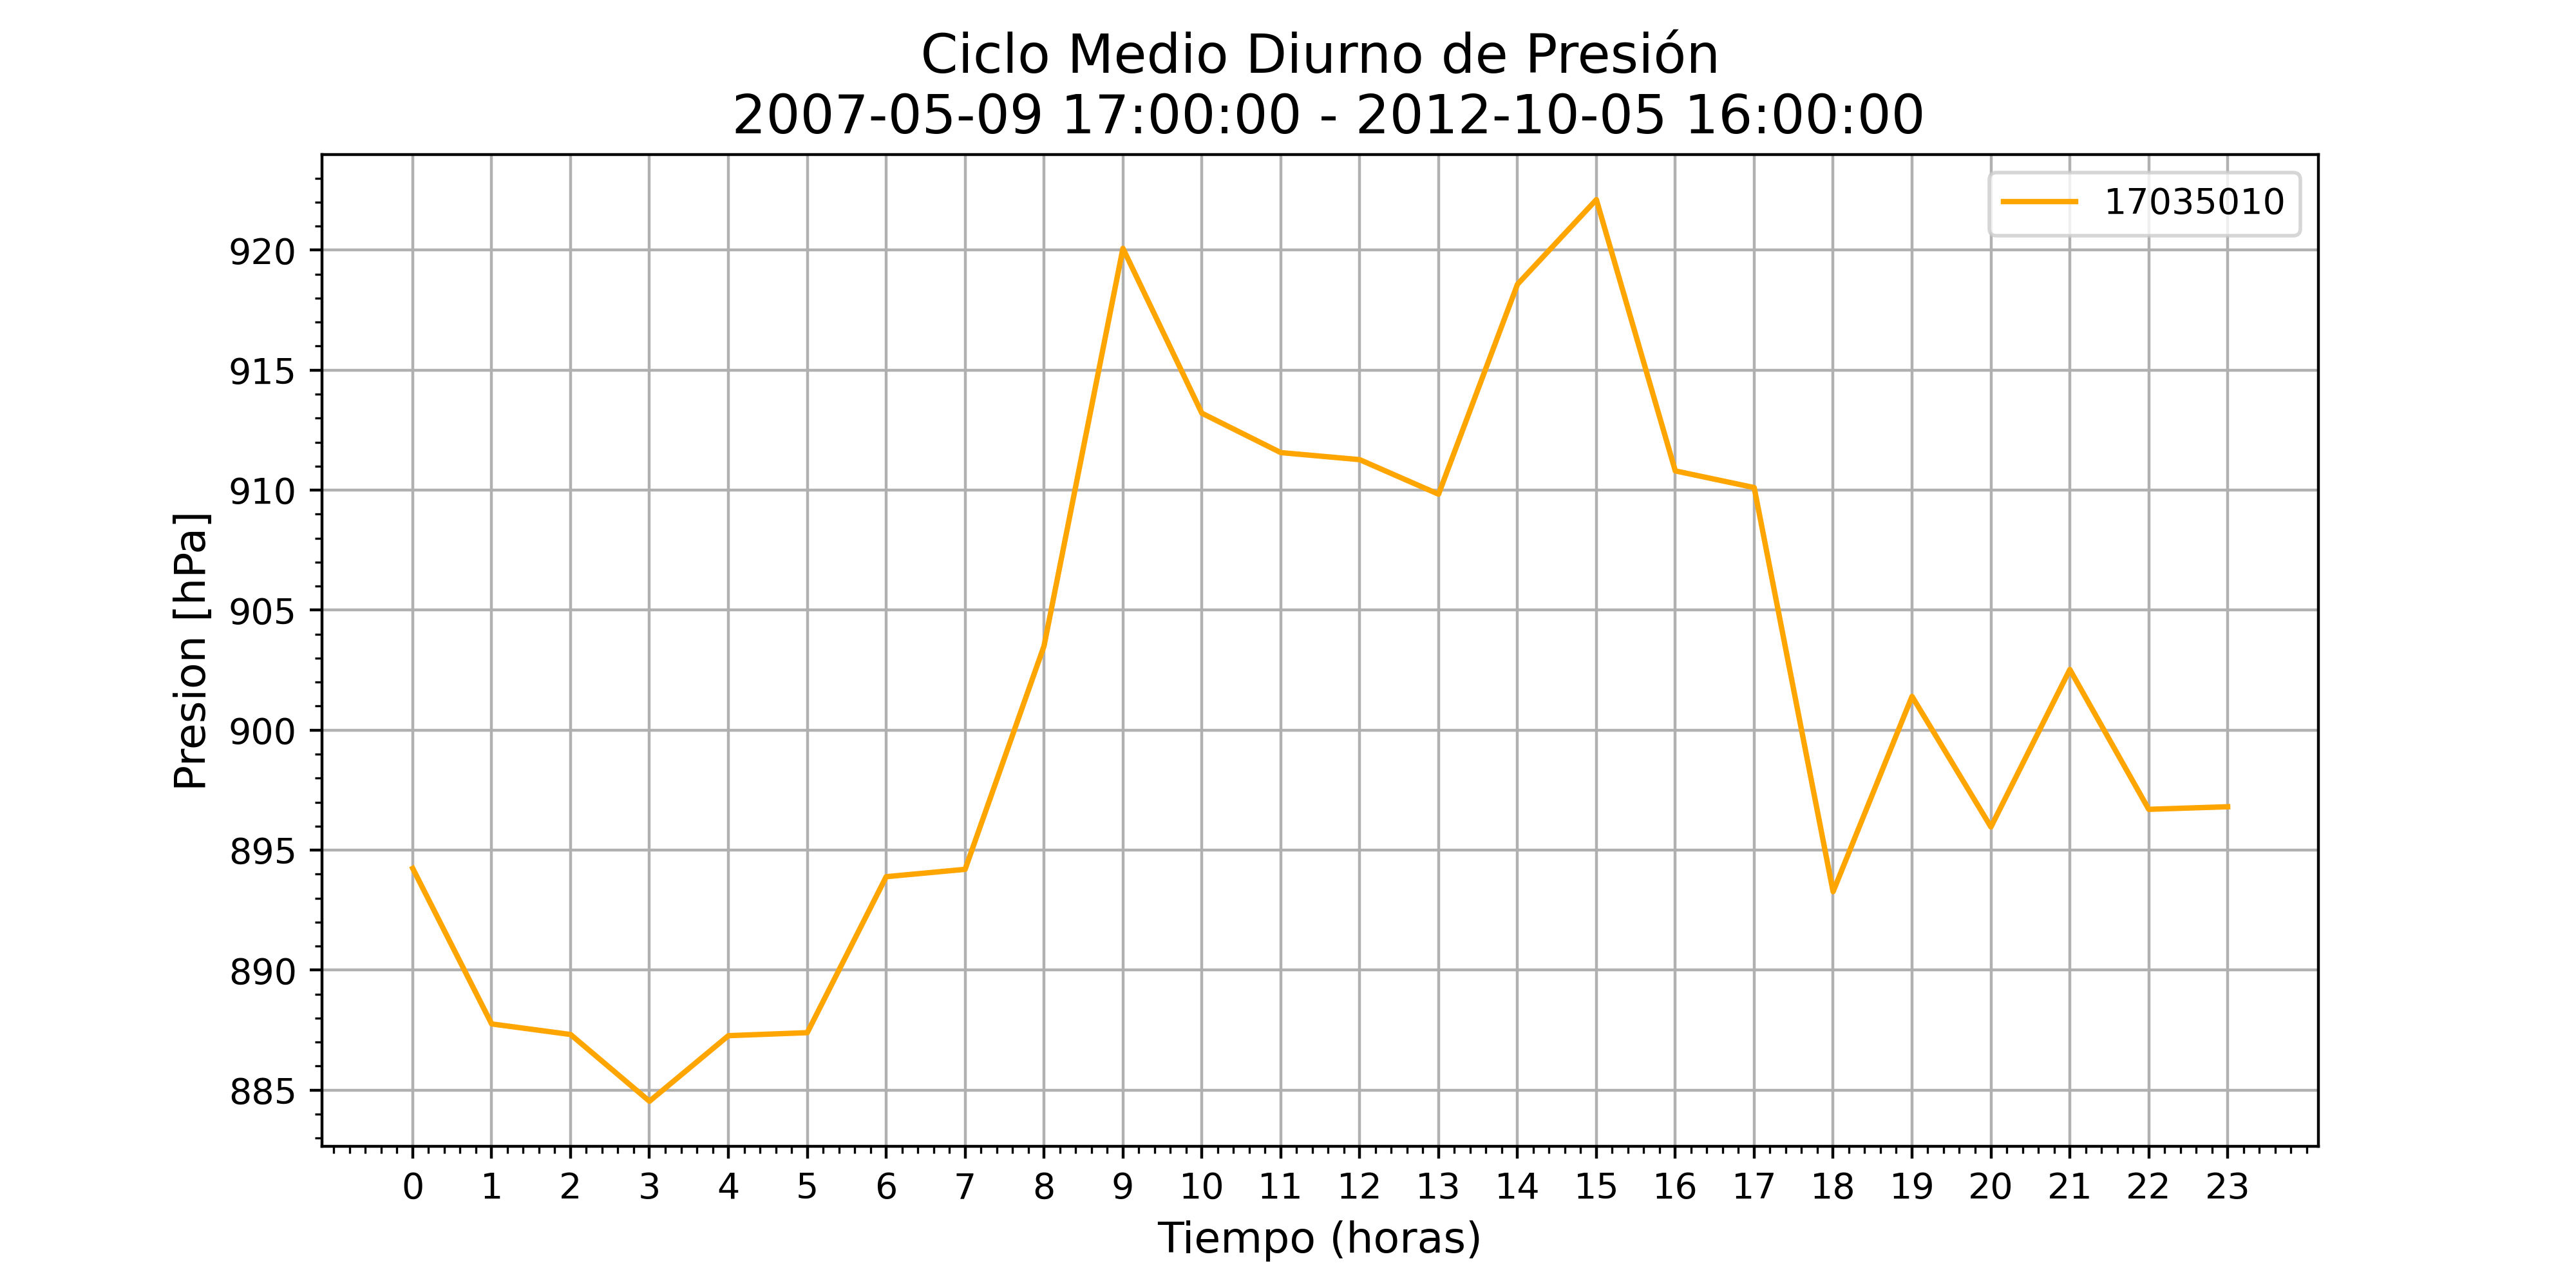 Ciclo Medio Diurno de Presión
2007-05-09 17:00:00 - 2012-10-05 16:00:00
17035010
Presion [hPa]
920
915
910
905
900
895
890
885
0 1 2 3 4 5 6 7 8 9 10 11 12 13 14 15 16 17 18 19 20 21 22 23
Tiempo (horas)